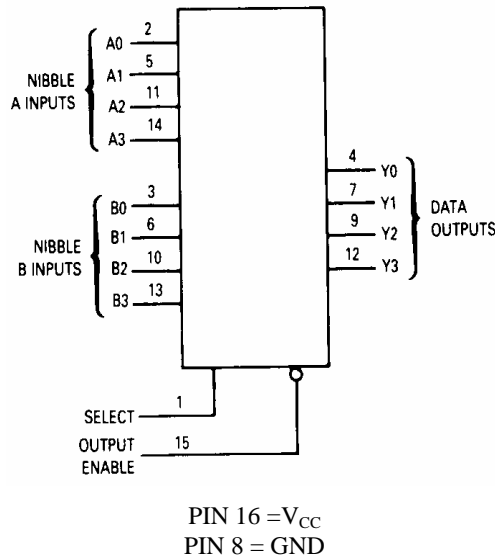 A0 2
A1 5
NIBBLE
A INPUTS
A2 11
A3 14
B0 3
B1 6
NIBBLE
B INPUTS
B2 10
B3 13
4 Y0
7 Y1
9 Y2
12 Y3
DATA
OUTPUTS
SELECT 1
OUTPUT
ENABLE
15
PIN 16 =VCC
PIN 8 = GND